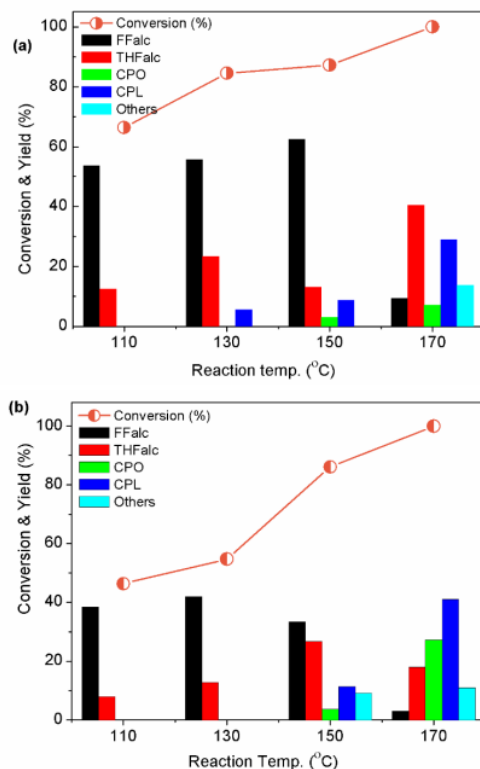 (a)
Conversion (%)
FFalc
THFalc
CPO
CPL
Others
Conversion & Yield (%)
100
80
60
40
20
0
110 130 150 170
Reaction temp. (°C)
(b)
Conversion (%)
FFalc
THFalc
CPO
CPL
Others
Conversion & Yield (%)
100
80
60
40
20
0
110 130 150 170
Reaction Temp. (°C)